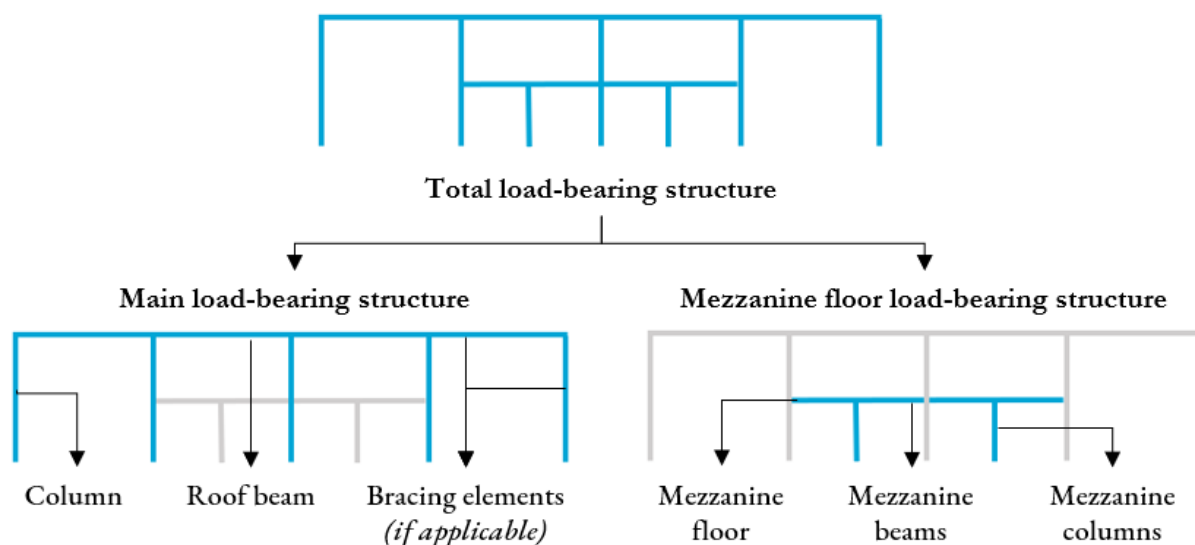 Total load-bearing structure
Main load-bearing structure
Mezzanine floor load-bearing structure
Column
Roof beam
Bracing elements
(if applicable)
Mezzanine
floor
Mezzanine
beams
Mezzanine
columns